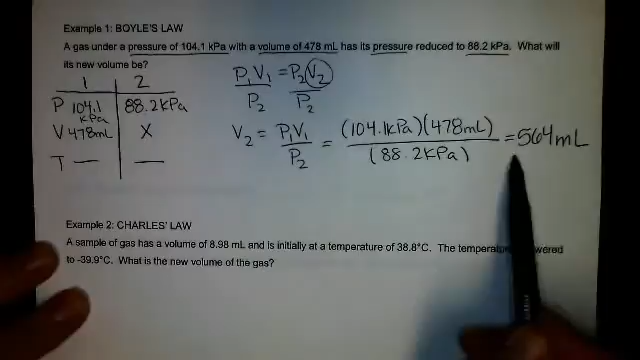 Example 1: BOYLE'S LAW
A gas under a pressure of 104.1 kPa with a volume of 478 mL has its pressure reduced to 88.2 kPa. What will
its new volume be?
1 2
P 104.1 kPa 88.2kPa
V 478mL X
T — —
P₁V₁ = P₂V₂
P₂ P₂
V₂ = P₁V₁ = (104.1kPa)(478mL) = 564mL
P₂ (88.2kPa)
Example 2: CHARLES' LAW
A sample of gas has a volume of 8.98 mL and is initially at a temperature of 38.8°C. The wered
to -39.9°C. What is the new volume of the gas?